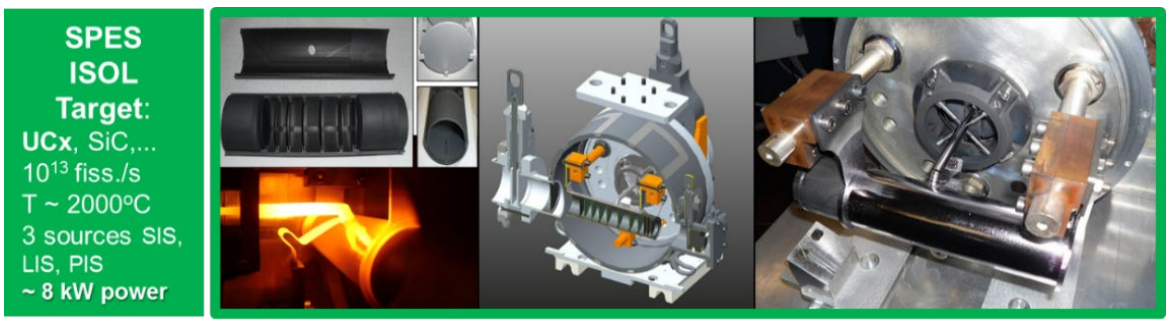 SPES
ISOL
Target:
UCx, SiC,...
10¹³ fiss./s
T ~ 2000ºC
3 sources SIS,
LIS, PIS
~ 8 kW power